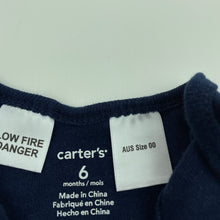 LOW FIRE
DANGER
carter's
6
months / mois
Made in China
Fabriqué en Chine
Hecho en China
AUS Size 00